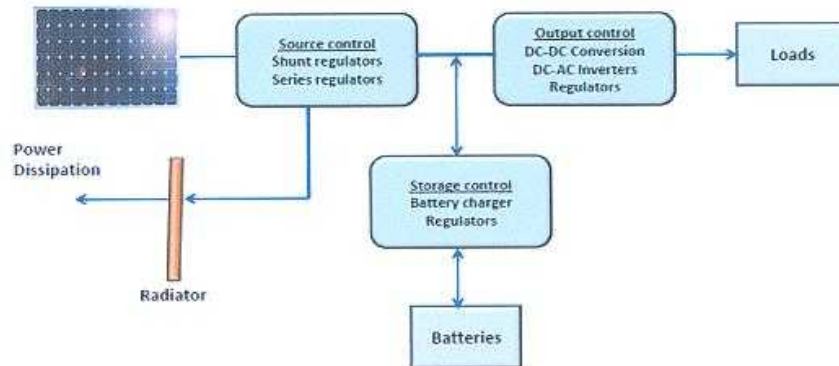 Source control
Shunt regulators
Series regulators
Output control
DC-DC Conversion
DC-AC Inverters
Regulators
Loads
Power
Dissipation
Storage control
Battery charger
Regulators
Radiator
Batteries